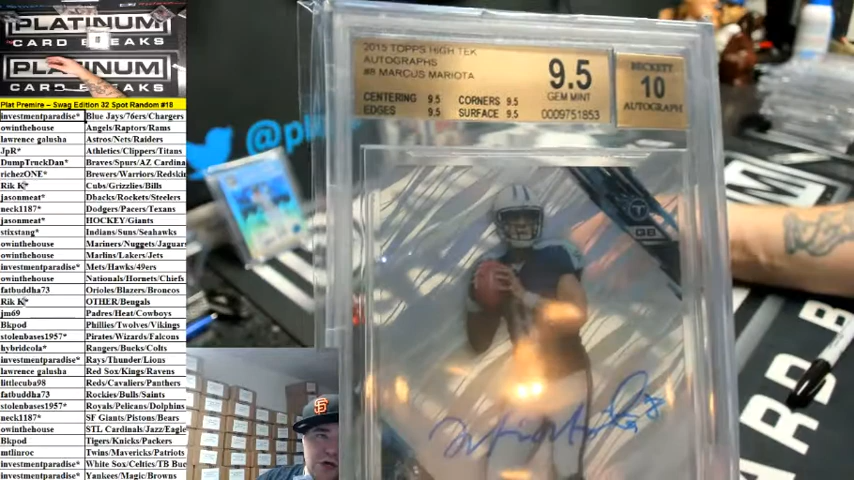 PLATINUM
CARD BREAKS
PLATINUM
CARD BREAKS
Plat Premire – Swag Edition 32 Spot Random #18
investmentparadise* Blue Jays/76ers/Chargers
owinthehouse Angels/Raptors/Rams
lawrence galusha Astros/Nets/Raiders
JpR* Athletics/Clippers/Titans
DumpTruckDan* Braves/Spurs/AZ Cardina
richezONE* Brewers/Warriors/Redskin
Rik K* Cubs/Grizzlies/Bills
jasonmeat* Dbacks/Rockets/Steelers
neck1187* Dodgers/Pacers/Texans
jasonmeat* HOCKEY/Giants
stixstang* Indians/Suns/Seahawks
owinthehouse Mariners/Nuggets/Jaguars
owinthehouse Marlins/Lakers/Jets
investmentparadise* Mets/Hawks/49ers
owinthehouse Nationals/Hornets/Chiefs
fatbuddha73 Orioles/Blazers/Broncos
Rik K* OTHER/Bengals
jm69 Padres/Heat/Cowboys
Bkpod Phillies/Twolves/Vikings
stolenbases1957* Pirates/Wizards/Falcons
hybridcola* Rangers/Bucks/Colts
investmentparadise* Rays/Thunder/Lions
lawrence galusha Red Sox/Kings/Ravens
littlecuba98 Reds/Cavaliers/Panthers
fatbuddha73 Rockies/Bulls/Saints
stolenbases1957* Royals/Pelicans/Dolphins
neck1187* SF Giants/Pistons/Bears
owinthehouse STL Cardinals/Jazz/Eagle
Bkpod Tigers/Knicks/Packers
mtlinroc Twins/Mavericks/Patriots
investmentparadise* White Sox/Celtics/TB Buc
investmentparadise* Yankees/Magic/Browns
2015 TOPPS HIGH TEK
AUTOGRAPHS
#8 MARCUS MARIOTA
CENTERING 9.5 CORNERS 9.5
EDGES 9.5 SURFACE 9.5
9.5
GEM MINT
0009751853
BECKETT
10
AUTOGRAPH
QB
SF